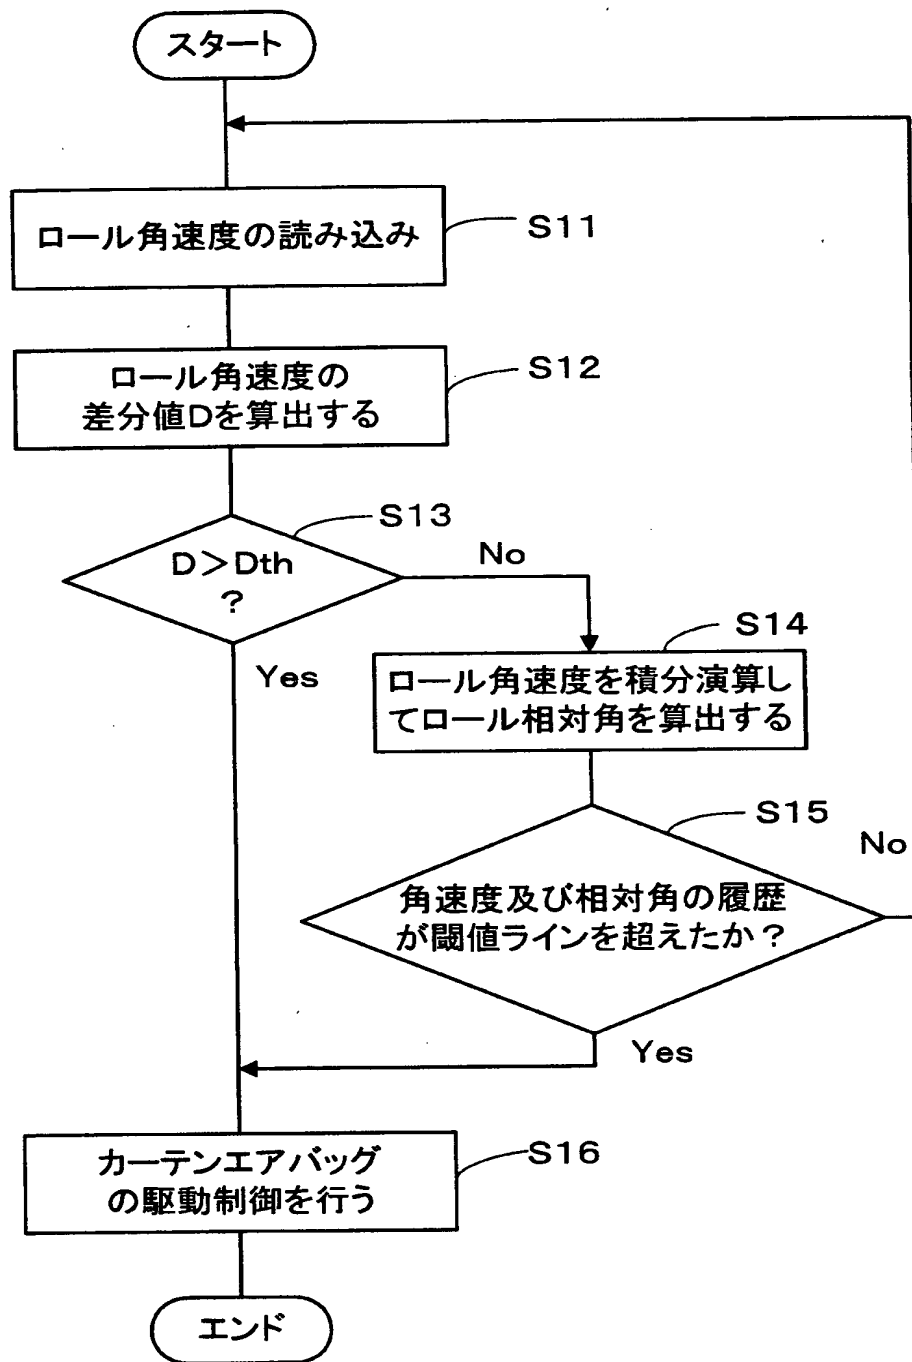 スタート
ロール角速度の読み込み
S11
ロール角速度の
差分値Dを算出する
S12
S13
D＞Dth
？
No
Yes
S14
ロール角速度を積分演算し
てロール相対角を算出する
S15
No
角速度及び相対角の履歴
が閾値ラインを超えたか？
Yes
カーテンエアバッグ
の駆動制御を行う
S16
エンド